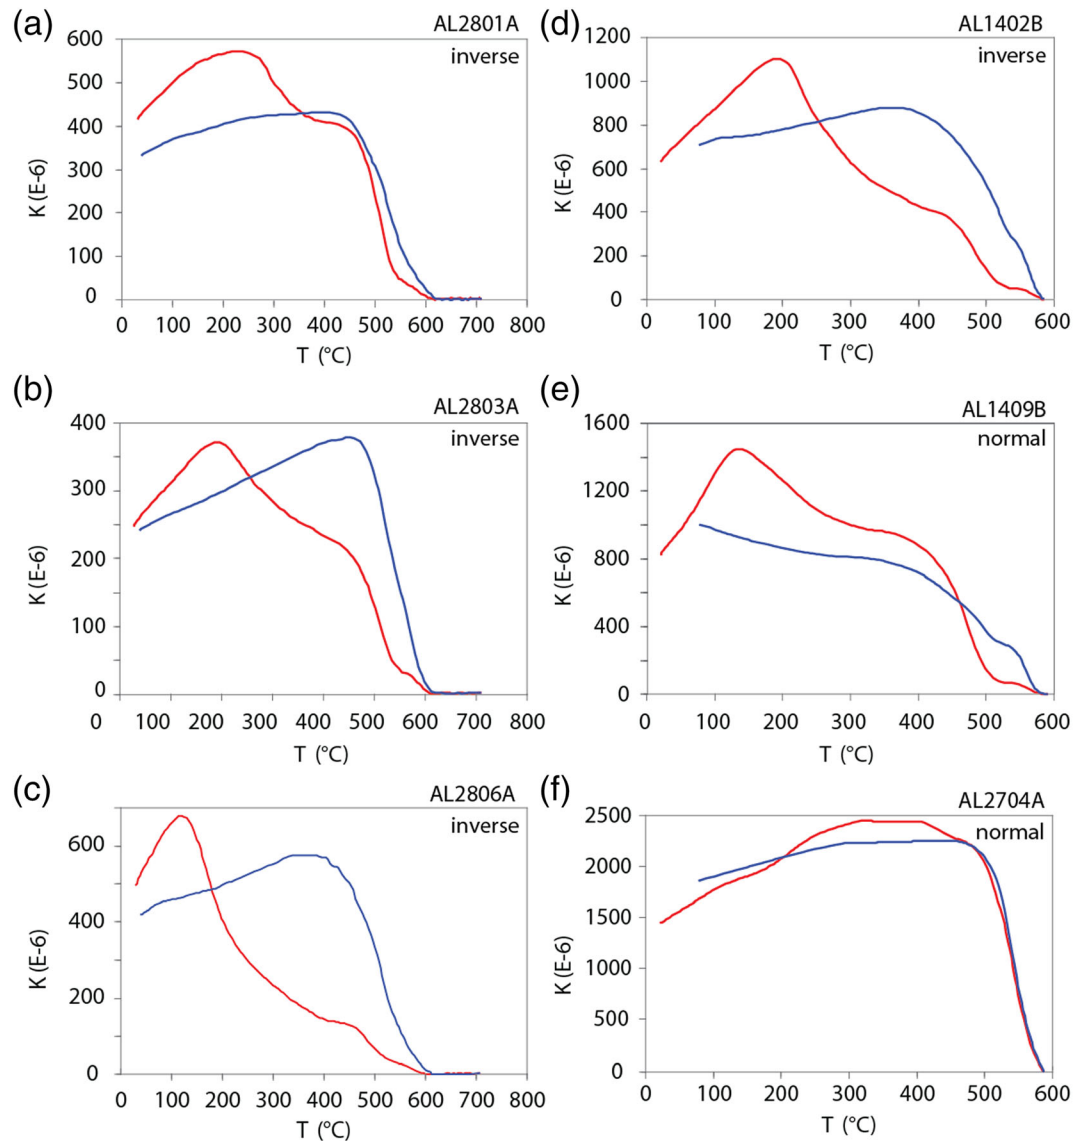 (a)
AL2801A
inverse
600
500
400
300
200
100
0
K (E-6)
0 100 200 300 400 500 600 700 800
T (°C)
(d)
AL1402B
inverse
1200
1000
800
600
400
200
0
K (E-6)
0 100 200 300 400 500 600
T (°C)
(b)
AL2803A
inverse
400
300
200
100
0
K (E-6)
0 100 200 300 400 500 600 700 800
T (°C)
(e)
AL1409B
normal
1600
1200
800
400
0
K (E-6)
0 100 200 300 400 500 600
T (°C)
(c)
AL2806A
inverse
600
400
200
0
K (E-6)
0 100 200 300 400 500 600 700 800
T (°C)
(f)
AL2704A
normal
2500
2000
1500
1000
500
0
K (E-6)
0 100 200 300 400 500 600
T (°C)